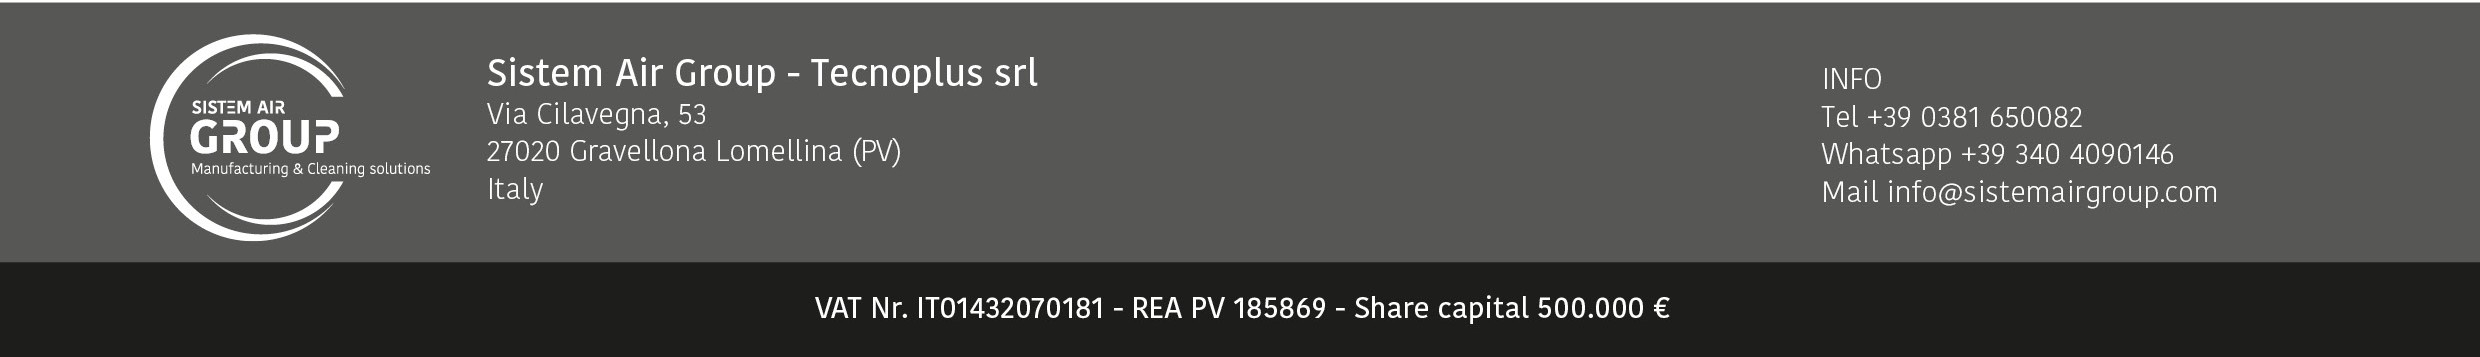 SISTEM AIR
GROUP
Manufacturing & Cleaning solutions
Sistem Air Group - Tecnoplus srl
Via Cilavegna, 53
27020 Gravellona Lomellina (PV)
Italy
INFO
Tel +39 0381 650082
Whatsapp +39 340 4090146
Mail info@sistemairgroup.com
VAT Nr. IT01432070181 - REA PV 185869 - Share capital 500.000 €